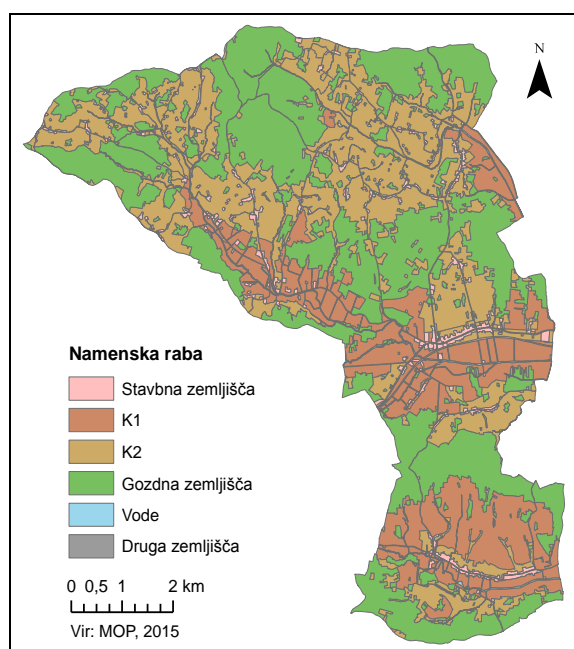 N
Namenska raba
Stavbna zemljišča
K1
K2
Gozdna zemljišča
Vode
Druga zemljišča
0 0,5 1 2 km
Vir: MOP, 2015